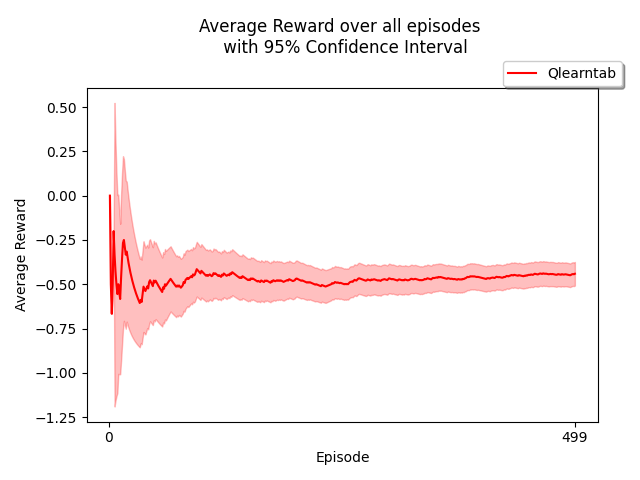 Average Reward over all episodes
with 95% Confidence Interval
Qlearntab
0.50
0.25
0.00
−0.25
−0.50
−0.75
−1.00
−1.25
Average Reward
0
499
Episode